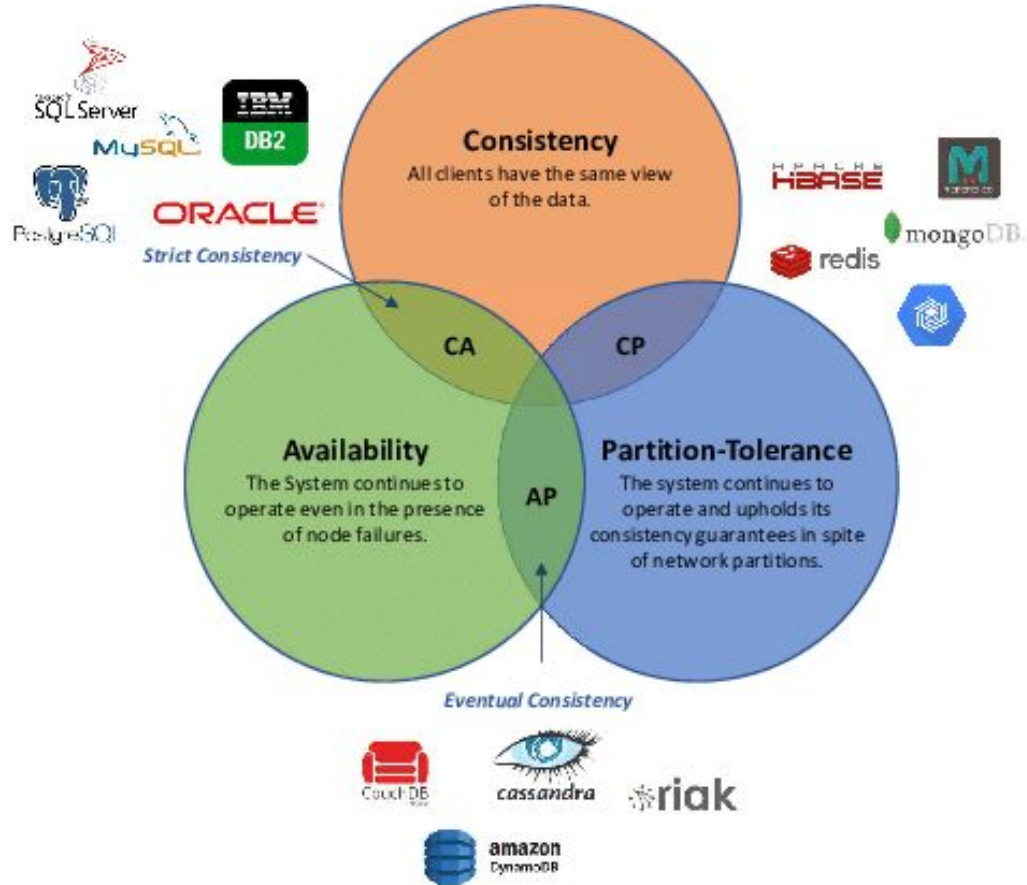 SQL Server
MySQL
IBM
DB2
PostgreSQL
ORACLE
Strict Consistency
Consistency
All clients have the same view
of the data.
APACHE
HBASE
mongoDB.
redis
CA
CP
Availability
The System continues to
operate even in the presence
of node failures.
Partition-Tolerance
The system continues to
operate and upholds its
consistency guarantees in spite
of network partitions.
AP
Eventual Consistency
CouchDB
cassandra
riak
amazon
DynamoDB